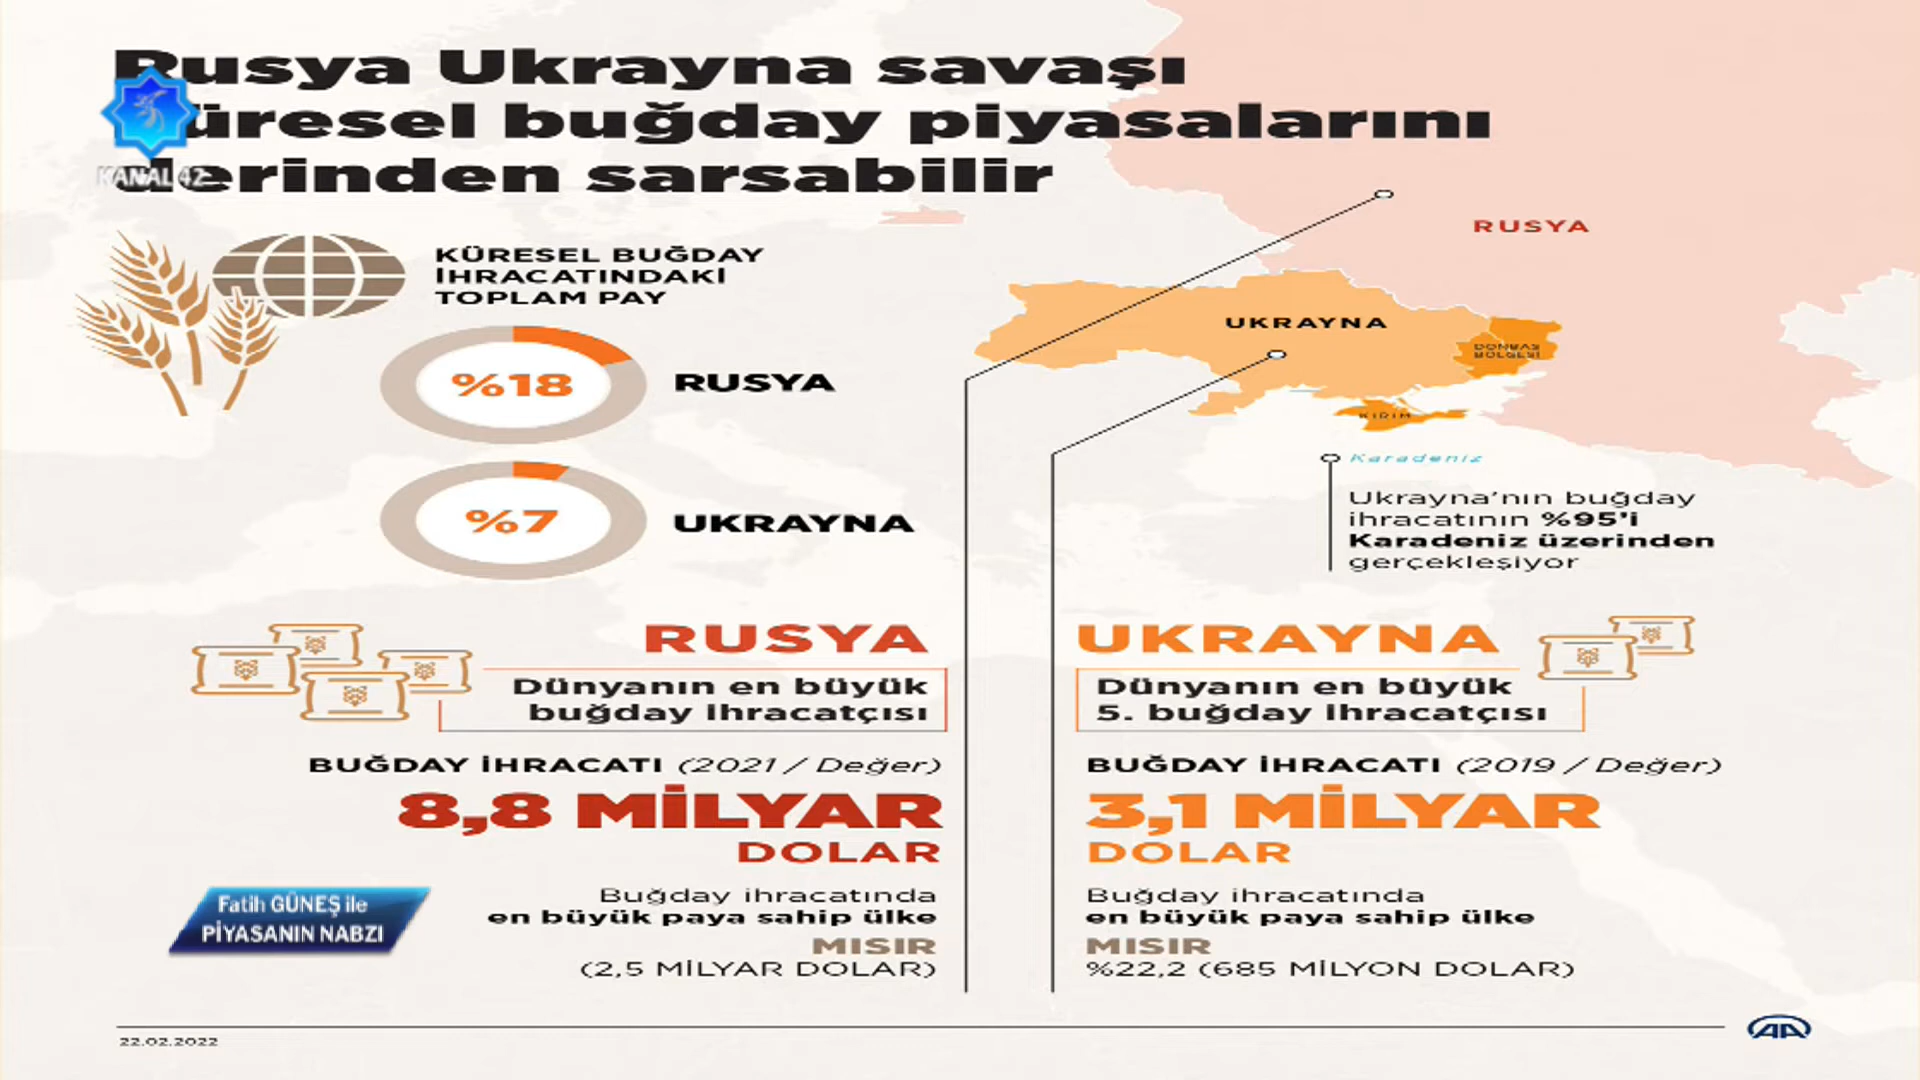 Rusya Ukrayna savaşı
üresel buğday piyasalarını
derinden sarsabilir
KANAL 42
KÜRESEL BUĞDAY
İHRACATINDAKİ
TOPLAM PAY
%18
RUSYA
%7
UKRAYNA
RUSYA
UKRAYNA
DONBAS
BÖLGESİ
KIRIM
Karadeniz
Ukrayna'nın buğday
ihracatının %95'i
Karadeniz üzerinden
gerçekleşiyor
RUSYA
Dünyanın en büyük
buğday ihracatçısı
BUĞDAY İHRACATI (2021 / Değer)
8,8 MİLYAR
DOLAR
Buğday ihracatında
en büyük paya sahip ülke
MISIR
(2,5 MİLYAR DOLAR)
UKRAYNA
Dünyanın en büyük
5. buğday ihracatçısı
BUĞDAY İHRACATI (2019 / Değer)
3,1 MİLYAR
DOLAR
Buğday ihracatında
en büyük paya sahip ülke
MISIR
%22,2 (685 MİLYON DOLAR)
Fatih GÜNEŞ ile
PİYASANIN NABZI
22.02.2022
AA